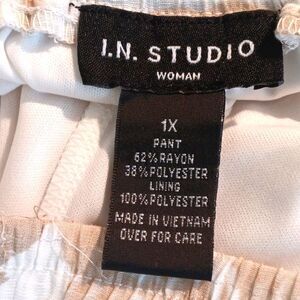 I.N. STUDIO
WOMAN
1X
PANT
62% RAYON
38% POLYESTER
LINING
100% POLYESTER
MADE IN VIETNAM
OVER FOR CARE